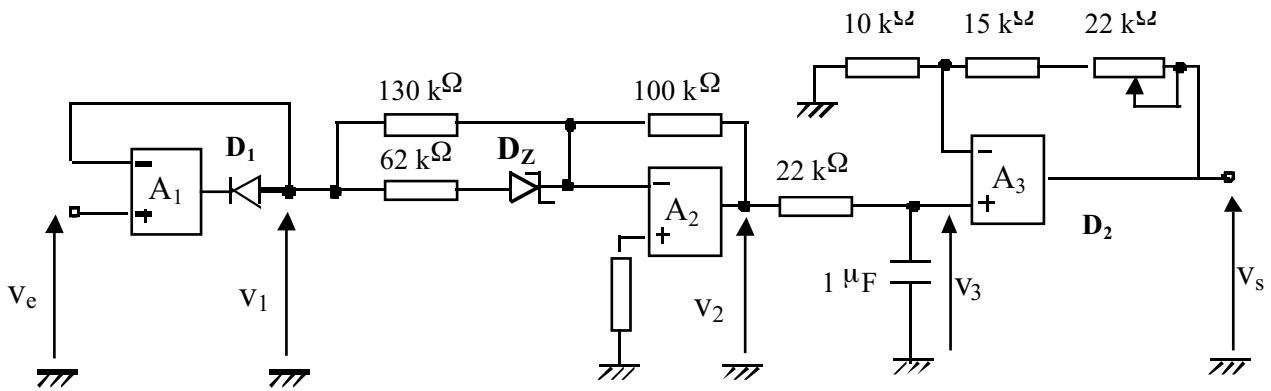 10 kΩ 15 kΩ 22 kΩ
130 kΩ 100 kΩ
D1 62 kΩ DZ
22 kΩ
- - -
A1 A2 A3
+ + +
D2
ve v1 v2 1 µF v3 vs